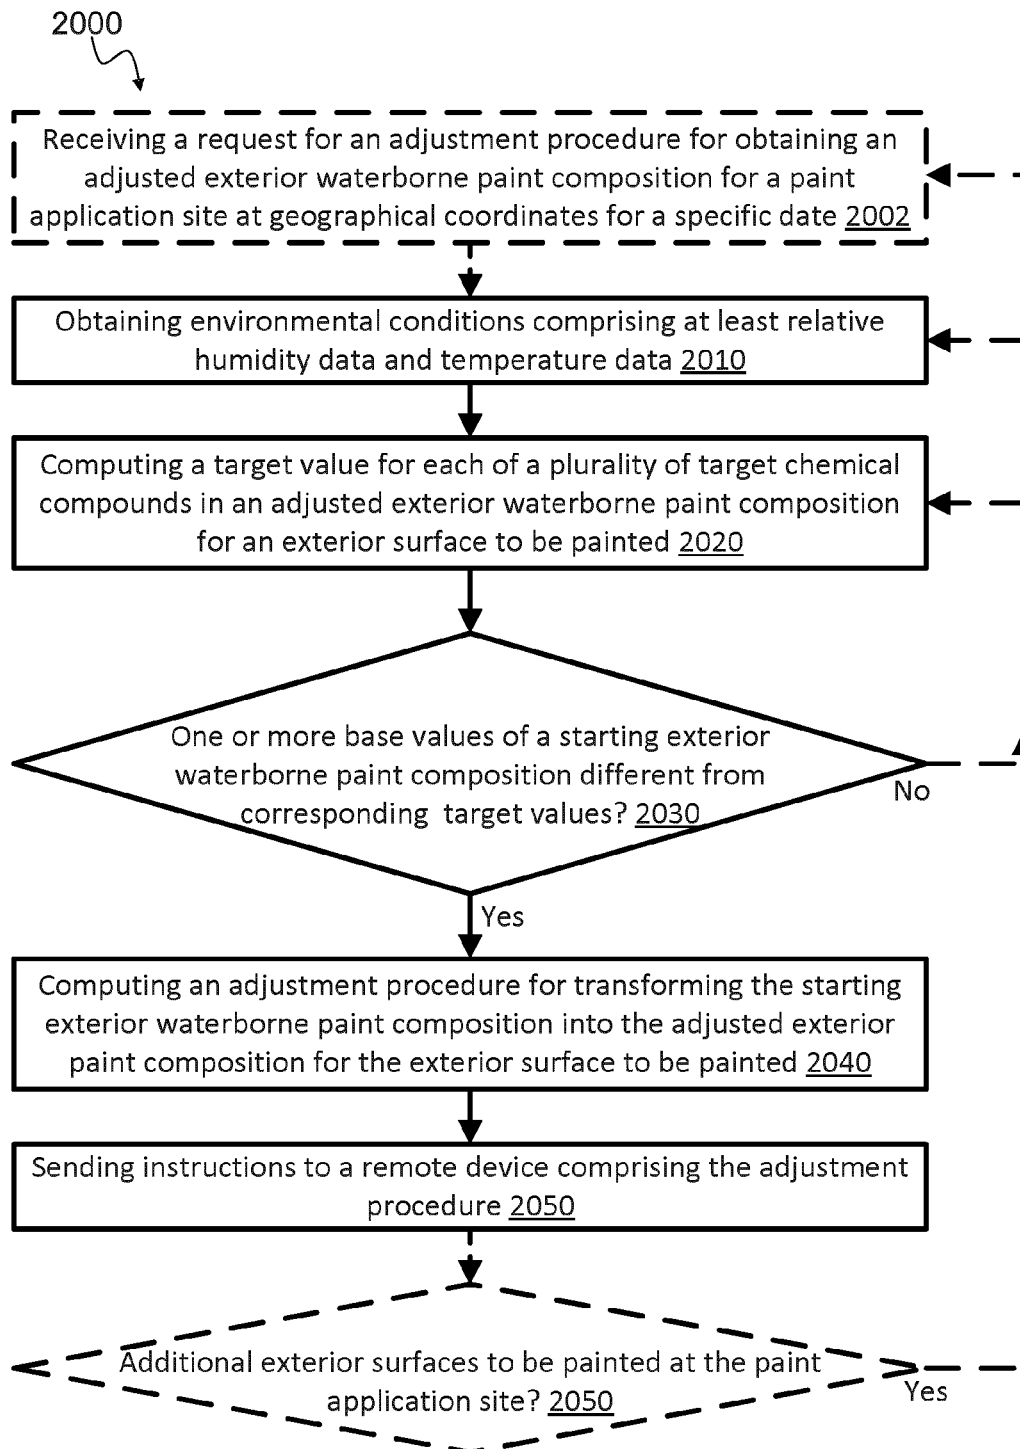 2000
Receiving a request for an adjustment procedure for obtaining an
adjusted exterior waterborne paint composition for a paint
application site at geographical coordinates for a specific date 2002
Obtaining environmental conditions comprising at least relative
humidity data and temperature data 2010
Computing a target value for each of a plurality of target chemical
compounds in an adjusted exterior waterborne paint composition
for an exterior surface to be painted 2020
One or more base values of a starting exterior
waterborne paint composition different from
corresponding target values? 2030
No
Yes
Computing an adjustment procedure for transforming the starting
exterior waterborne paint composition into the adjusted exterior
paint composition for the exterior surface to be painted 2040
Sending instructions to a remote device comprising the adjustment
procedure 2050
Additional exterior surfaces to be painted at the paint
application site? 2050
Yes